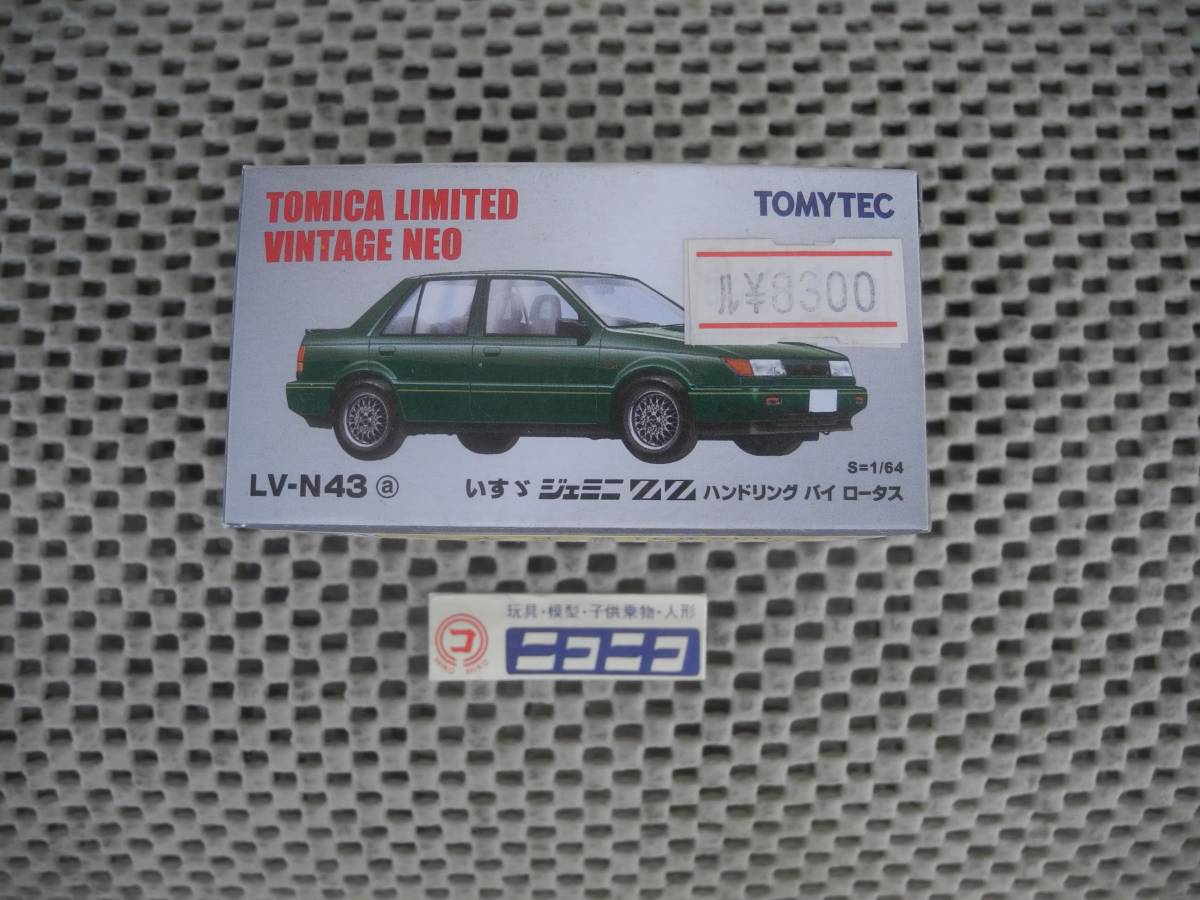 TOMICA LIMITED
VINTAGE NEO
TOMYTEC
ル¥8300
S=1/64
LV-N43 ⓐ
いすゞ ジェミニ ZZ ハンドリング バイ ロータス
玩具・模型・子供乗物・人形
コ
ニコニコ